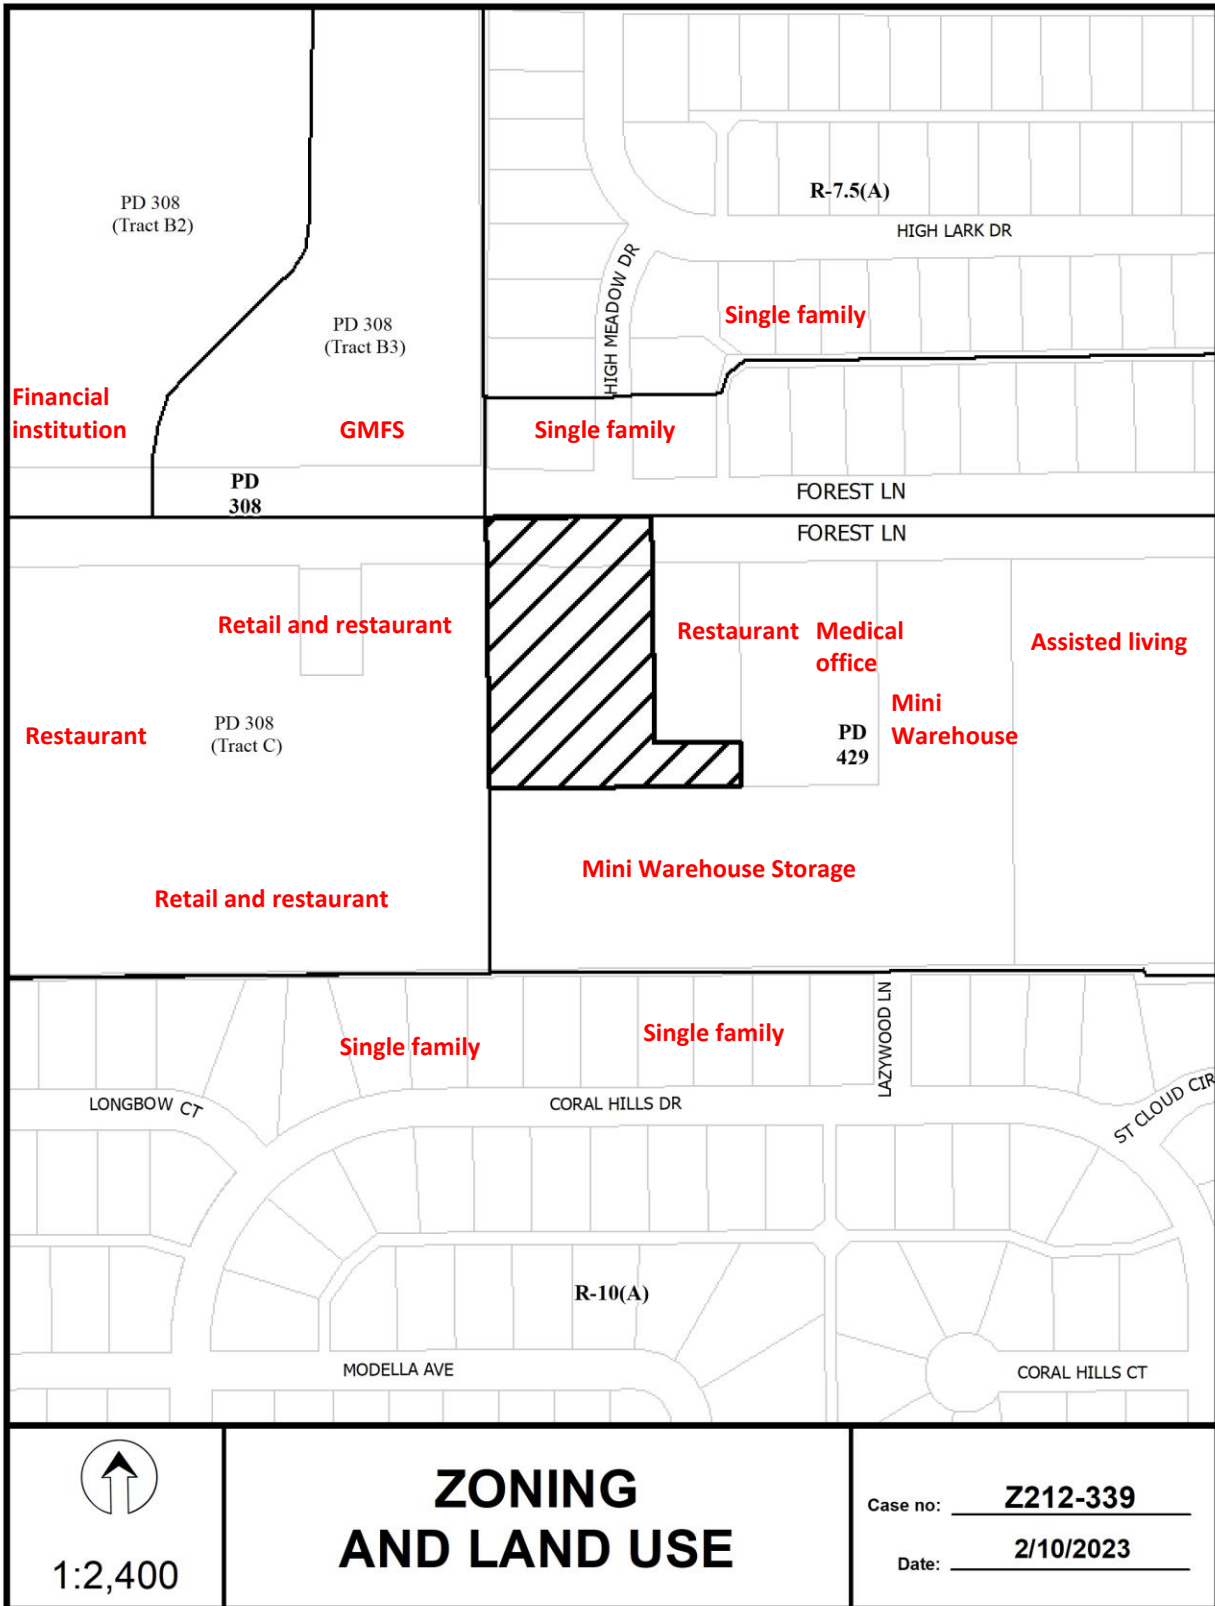 PD 308
(Tract B2)
R-7.5(A)
HIGH LARK DR
HIGH MEADOW DR
Single family
PD 308
(Tract B3)
Financial
institution
GMFS
Single family
PD
308
FOREST LN
FOREST LN
Retail and restaurant
Restaurant
Medical
office
Assisted living
Restaurant
PD 308
(Tract C)
Mini
Warehouse
PD
429
Mini Warehouse Storage
Retail and restaurant
Single family
Single family
LAZYWOOD LN
LONGBOW CT
CORAL HILLS DR
ST CLOUD CIR
R-10(A)
MODELLA AVE
CORAL HILLS CT
1:2,400
ZONING
AND LAND USE
Case no: Z212-339
Date: 2/10/2023